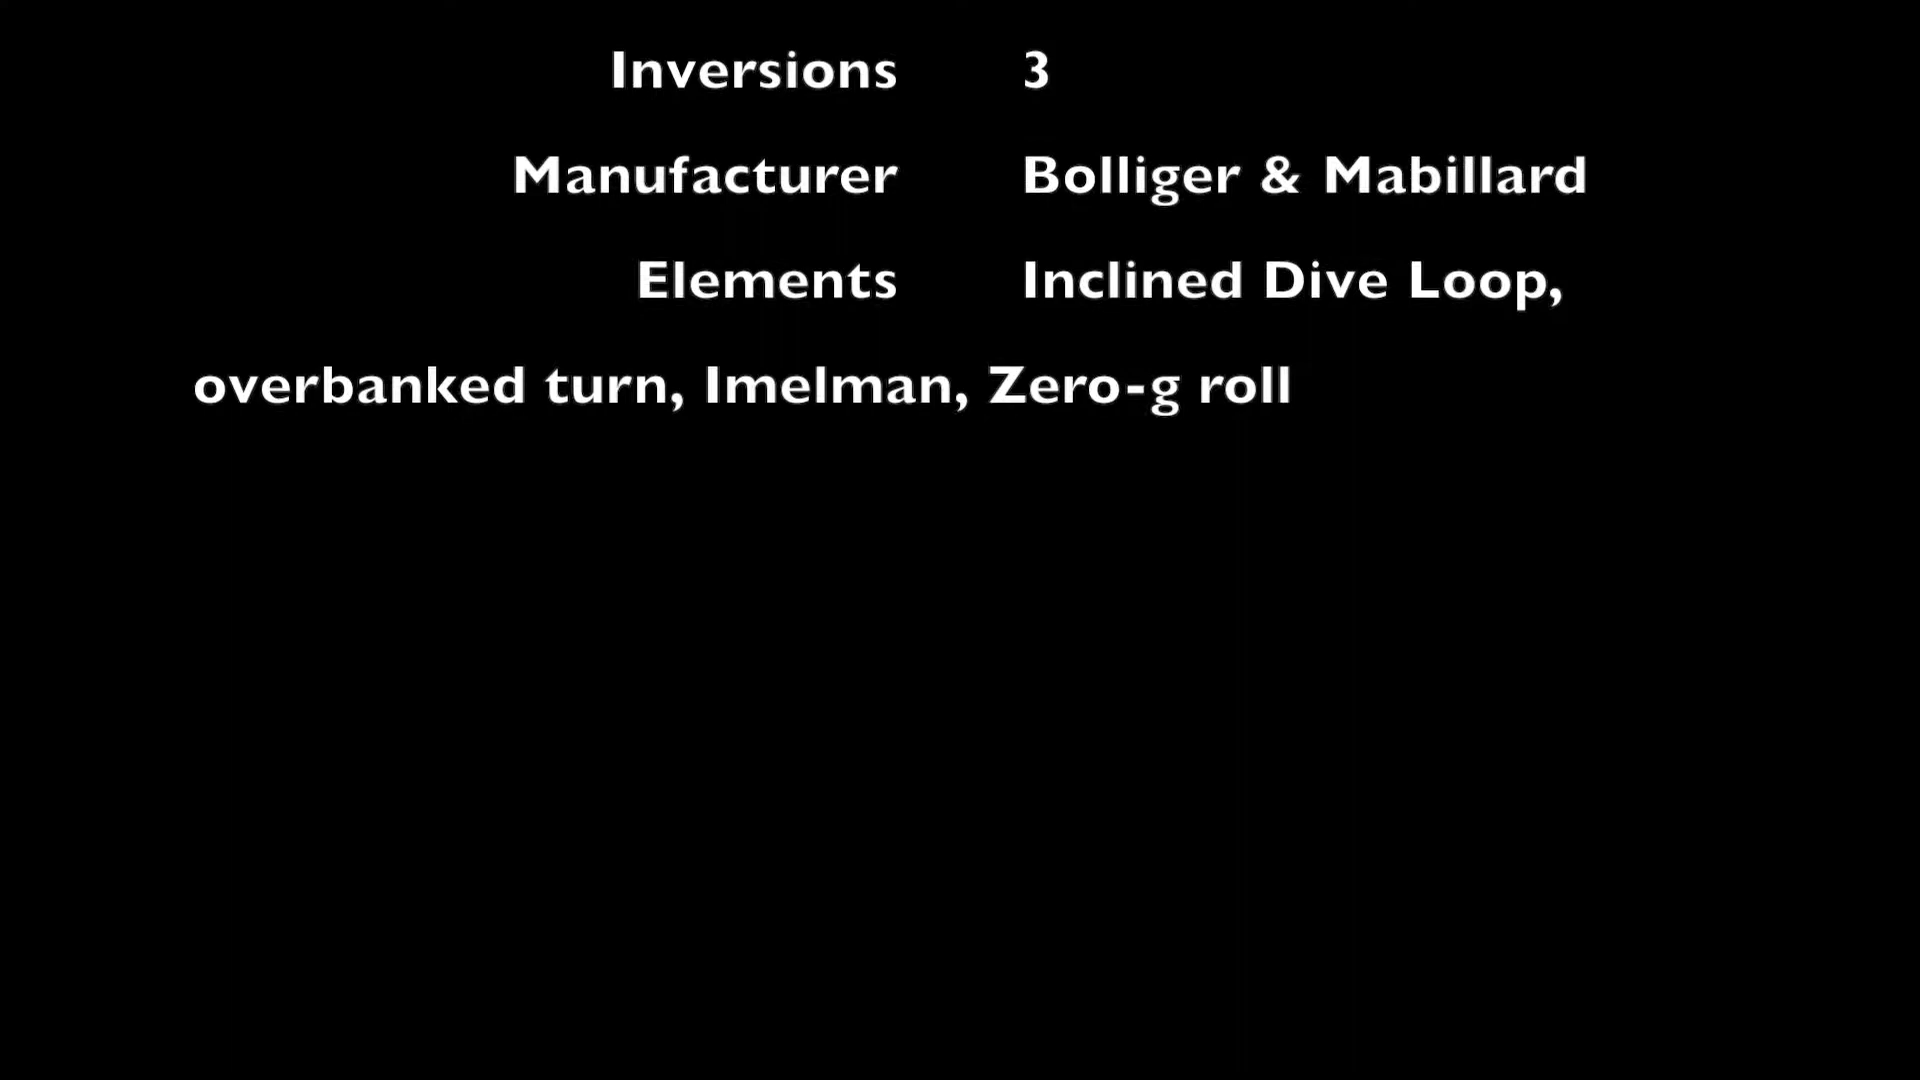 Inversions 3
Manufacturer Bolliger & Mabillard
Elements Inclined Dive Loop,
overbanked turn, Imelman, Zero-g roll